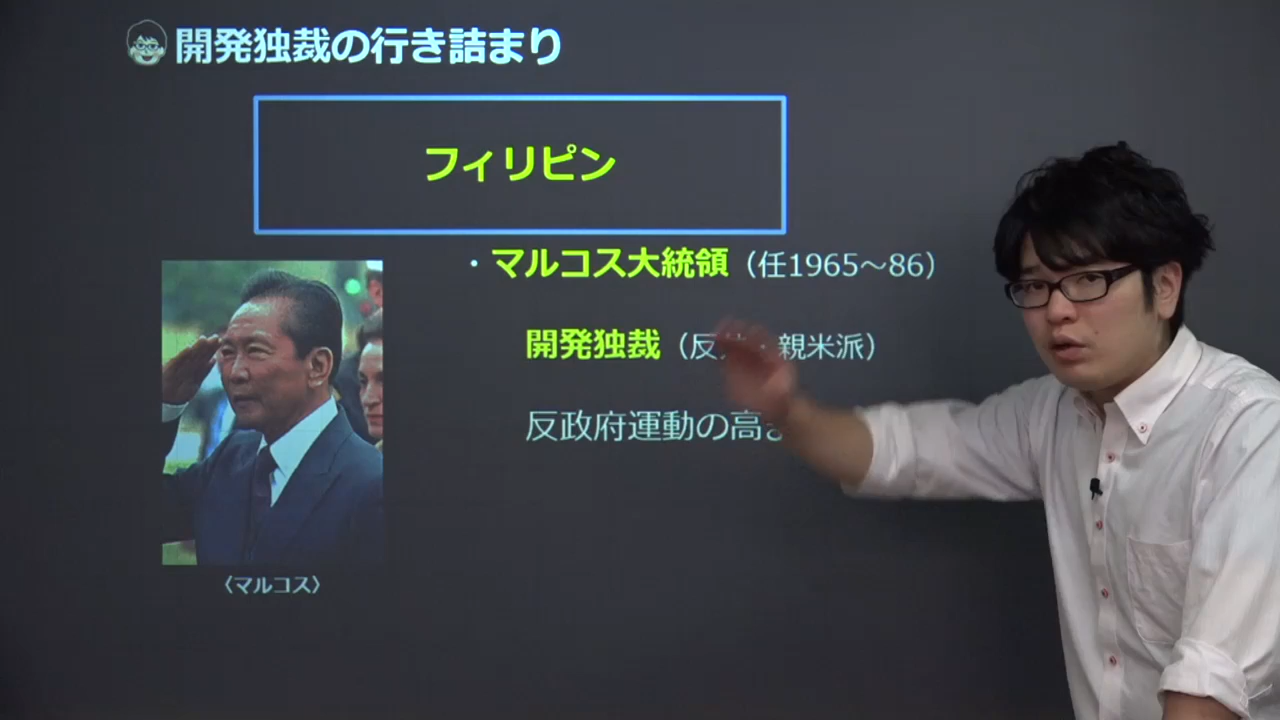 開発独裁の行き詰まり
フィリピン
・マルコス大統領（任1965～86）
開発独裁（反 ・親米派）
反政府運動の高ま
〈マルコス〉